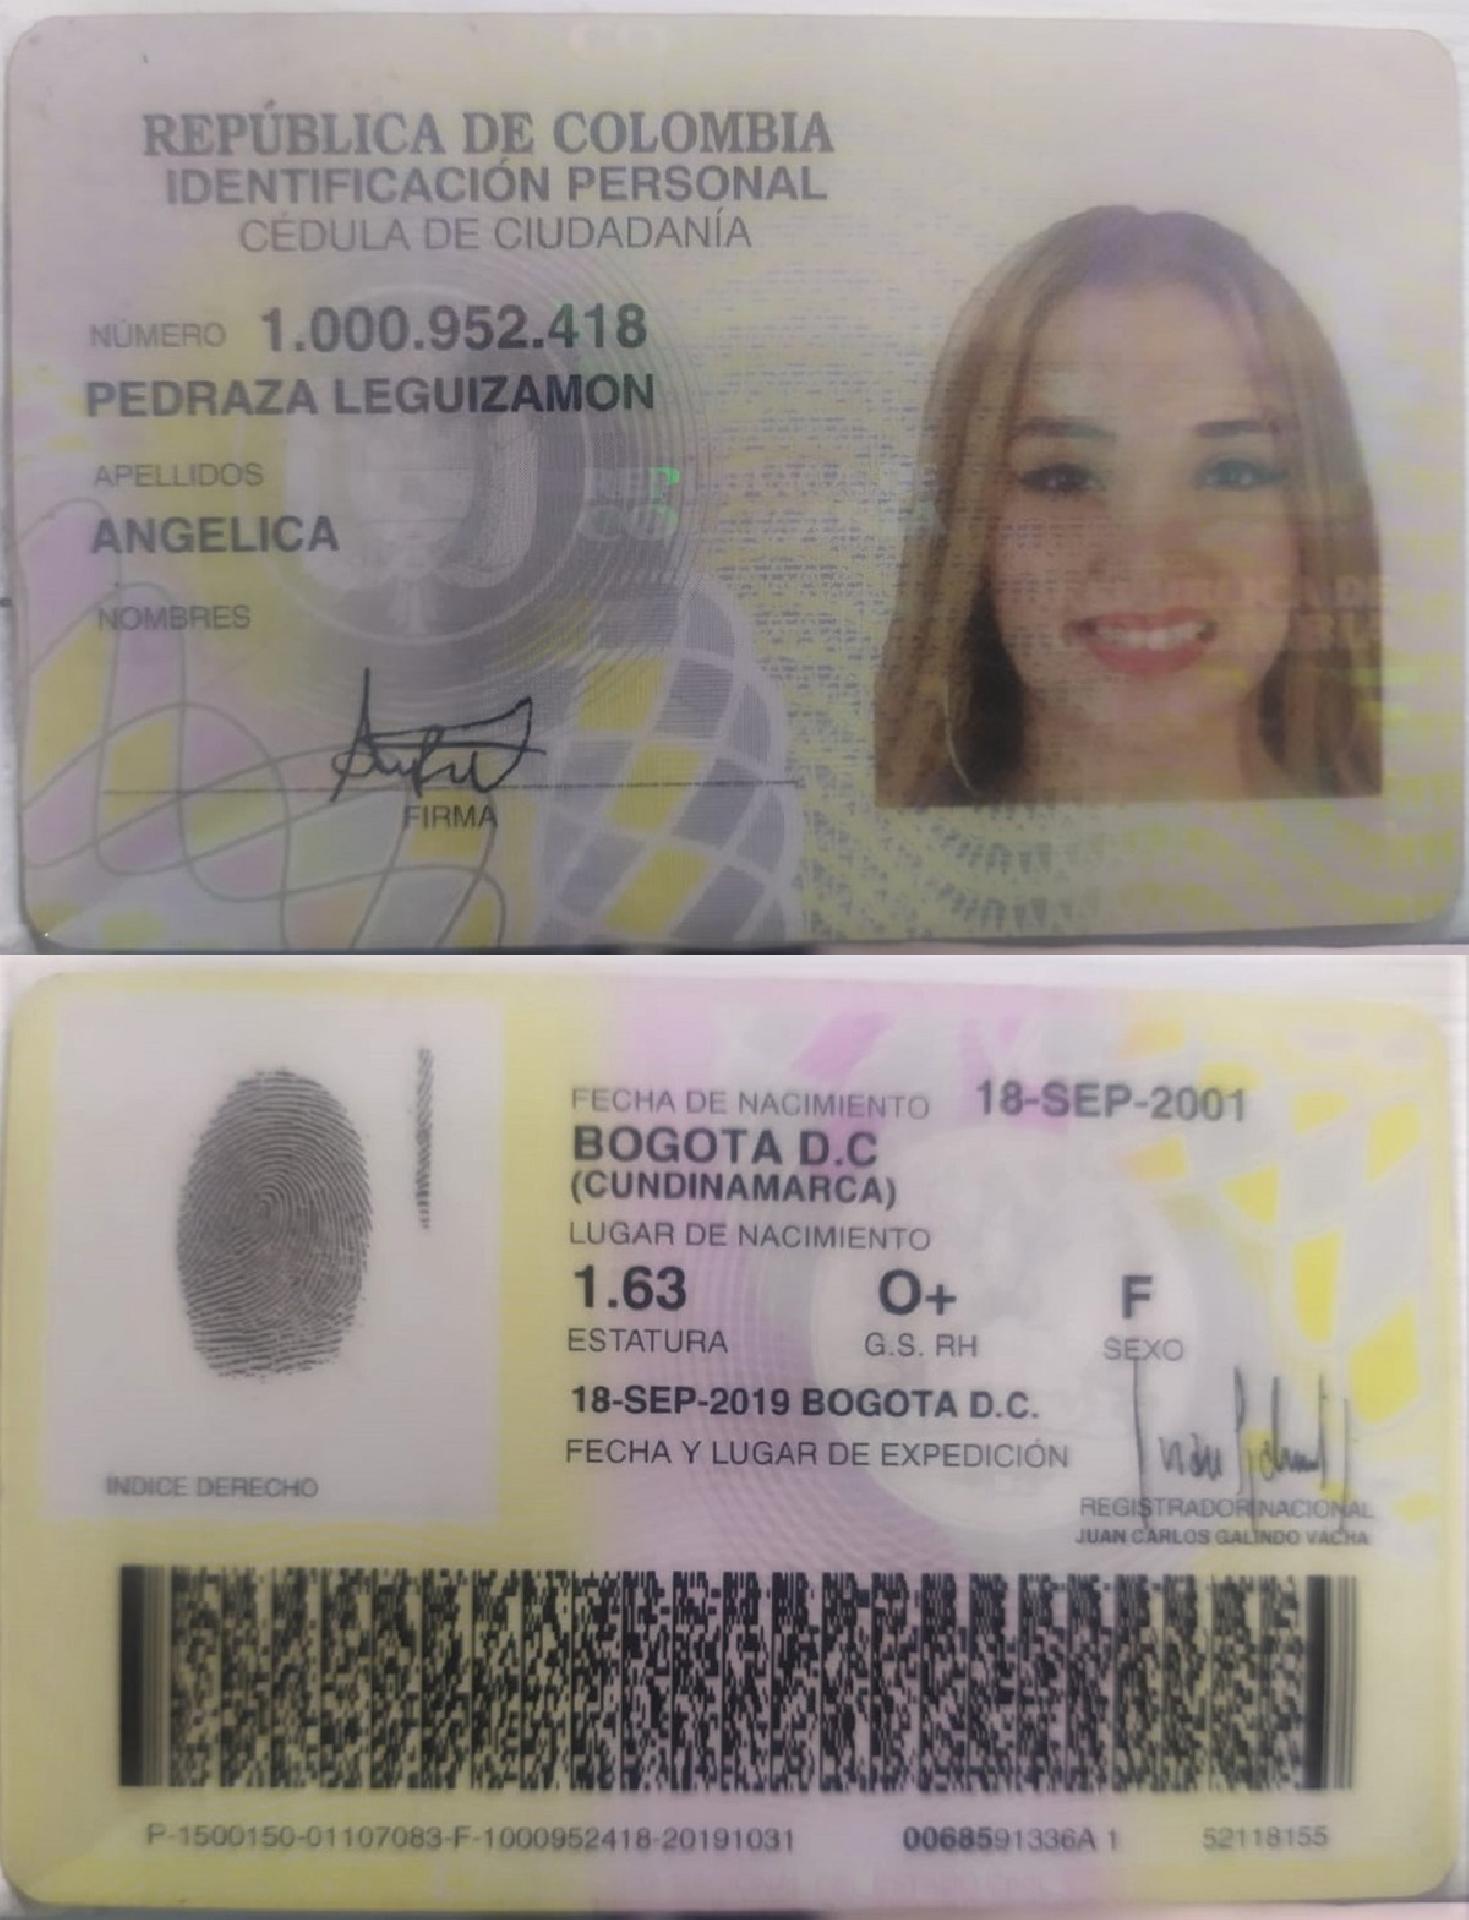 REPÚBLICA DE COLOMBIA
IDENTIFICACIÓN PERSONAL
CÉDULA DE CIUDADANÍA
NÚMERO 1.000.952.418
PEDRAZA LEGUIZAMON
APELLIDOS
ANGELICA
NOMBRES
FIRMA
FECHA DE NACIMIENTO 18-SEP-2001
BOGOTA D.C
(CUNDINAMARCA)
LUGAR DE NACIMIENTO
1.63 O+ F
ESTATURA G.S. RH SEXO
18-SEP-2019 BOGOTA D.C.
FECHA Y LUGAR DE EXPEDICIÓN
INDICE DERECHO
REGISTRADOR NACIONAL
JUAN CARLOS GALINDO VACHA
P-1500150-01107083-F-1000952418-20191031 0068591336A 1 52118155